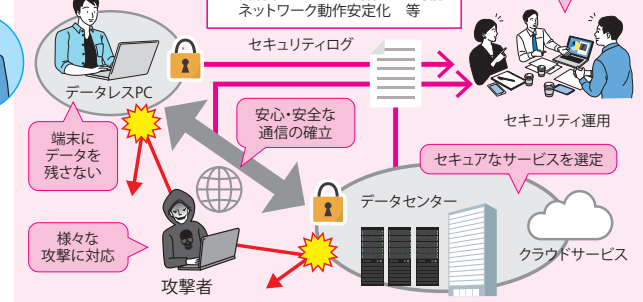 ネットワーク動作安定化　等
セキュリティログ
データレスPC
安心・安全な
通信の確立
セキュリティ運用
端末に
データを
残さない
セキュアなサービスを選定
データセンター
様々な
攻撃に対応
クラウドサービス
攻撃者